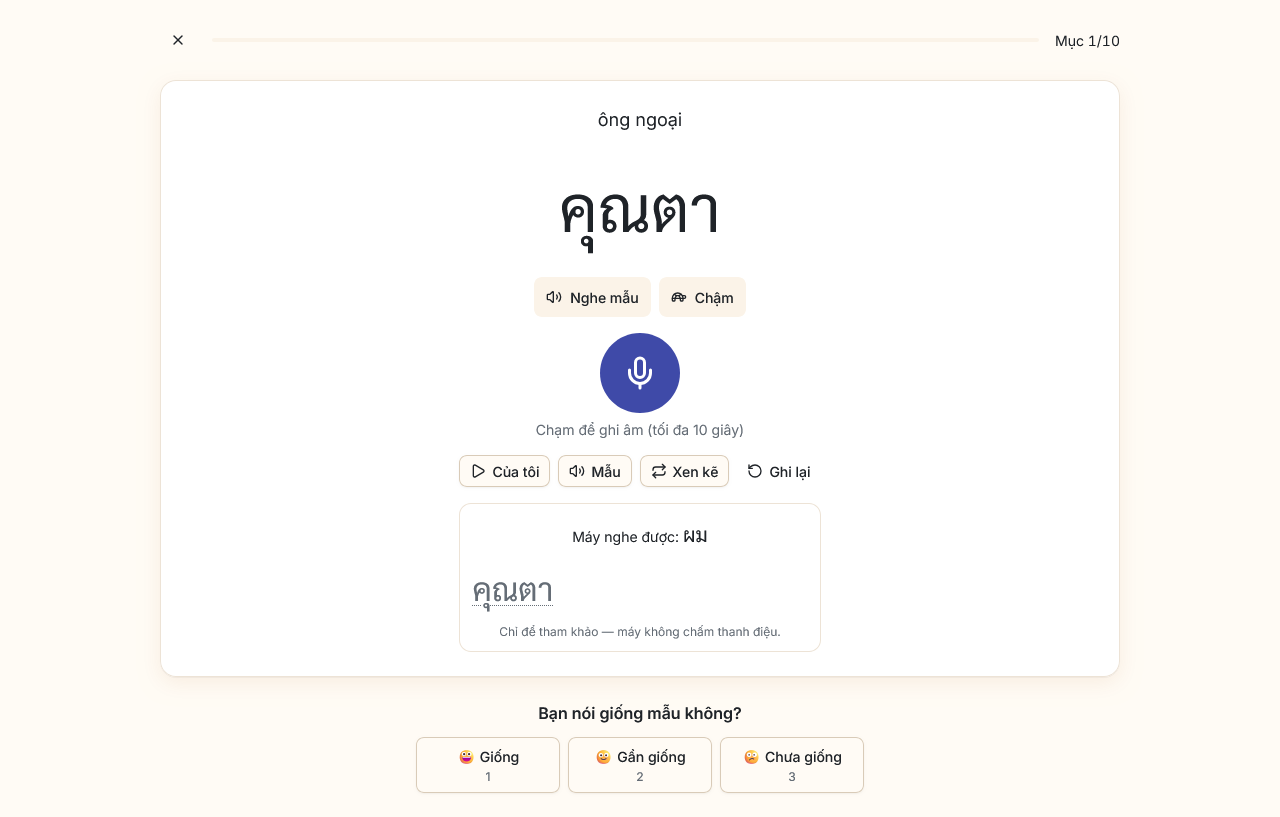 Mục 1/10
ông ngoại
คุณตา
Nghe mẫu
Chậm
Chạm để ghi âm (tối đa 10 giây)
Của tôi
Mẫu
Xen kẽ
Ghi lại
Máy nghe được: ผม
คุณตา
Chỉ để tham khảo — máy không chấm thanh điệu.
Bạn nói giống mẫu không?
Giống
1
Gần giống
2
Chưa giống
3